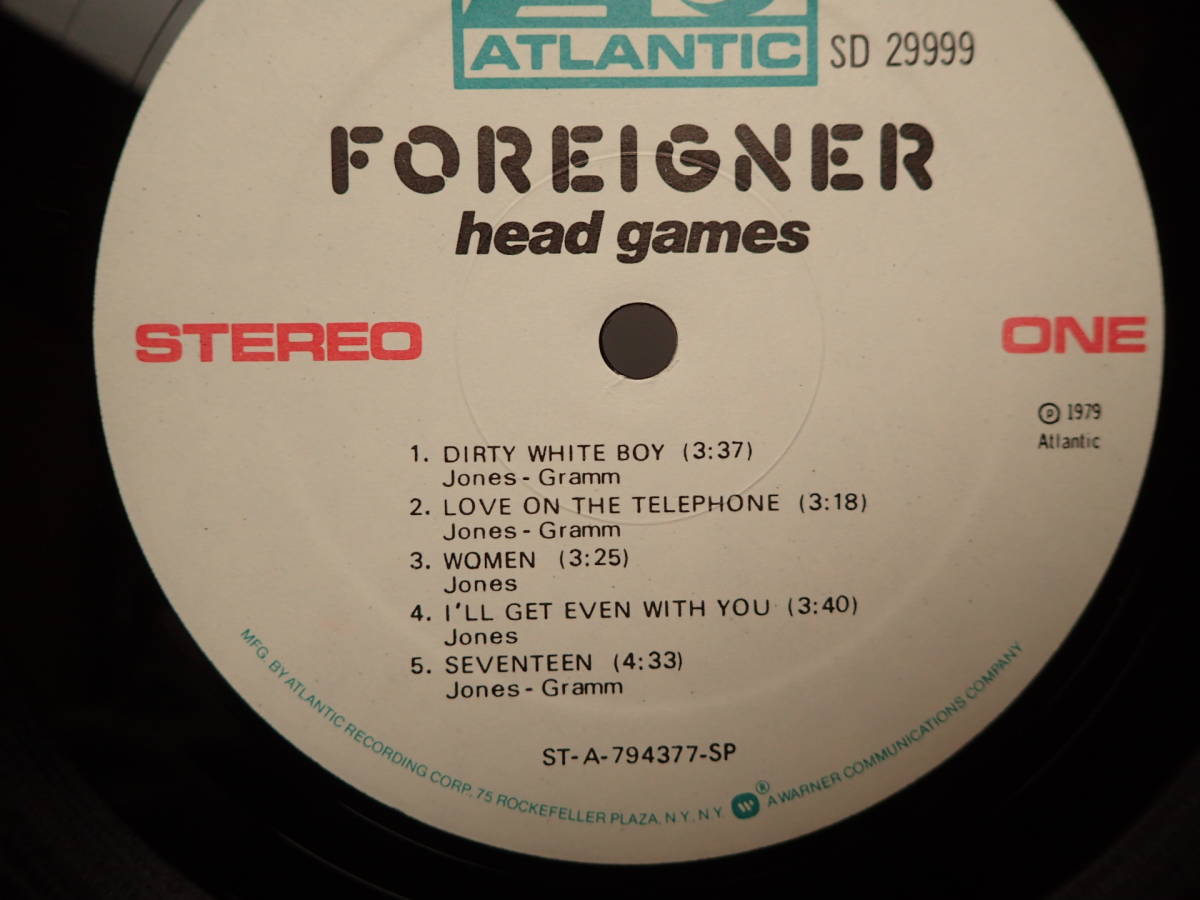 ATLANTIC
SD 29999
FOREIGNER
head games
STEREO
ONE
Ⓟ 1979
Atlantic
1. DIRTY WHITE BOY (3:37)
Jones - Gramm
2. LOVE ON THE TELEPHONE (3:18)
Jones - Gramm
3. WOMEN (3:25)
Jones
4. I'LL GET EVEN WITH YOU (3:40)
Jones
5. SEVENTEEN (4:33)
Jones - Gramm
ST-A-794377-SP
MFG. BY ATLANTIC RECORDING CORP. 75 ROCKEFELLER PLAZA, N.Y. N.Y. W ® A WARNER COMMUNICATIONS COMPANY